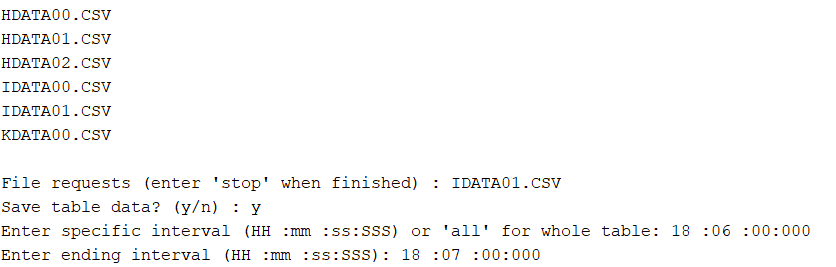 HDATA00.CSV
HDATA01.CSV
HDATA02.CSV
IDATA00.CSV
IDATA01.CSV
KDATA00.CSV
File requests (enter 'stop' when finished) : IDATA01.CSV
Save table data? (y/n) : y
Enter specific interval (HH :mm :ss:SSS) or 'all' for whole table: 18 :06 :00:000
Enter ending interval (HH :mm :ss:SSS): 18 :07 :00:000